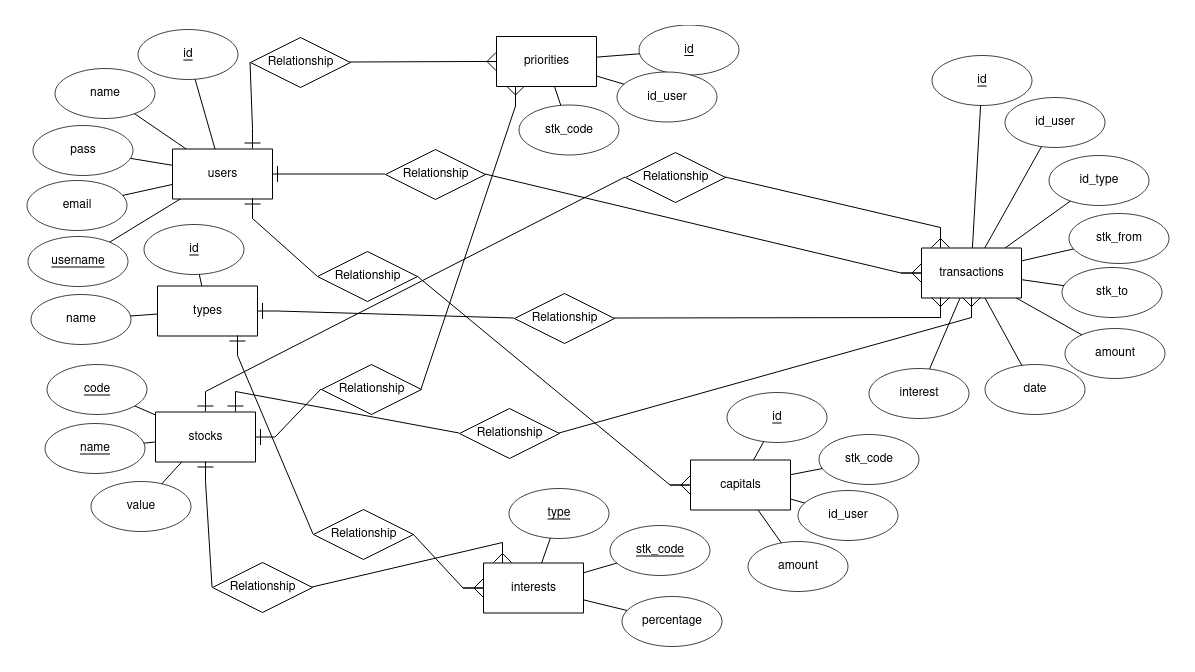 id
Relationship
priorities
id
name
id_user
id
stk_code
id_user
pass
users
Relationship
Relationship
id_type
email
stk_from
username
id
Relationship
transactions
stk_to
name
types
Relationship
amount
code
Relationship
interest
date
stocks
Relationship
id
name
stk_code
value
capitals
type
id_user
Relationship
stk_code
amount
Relationship
interests
percentage